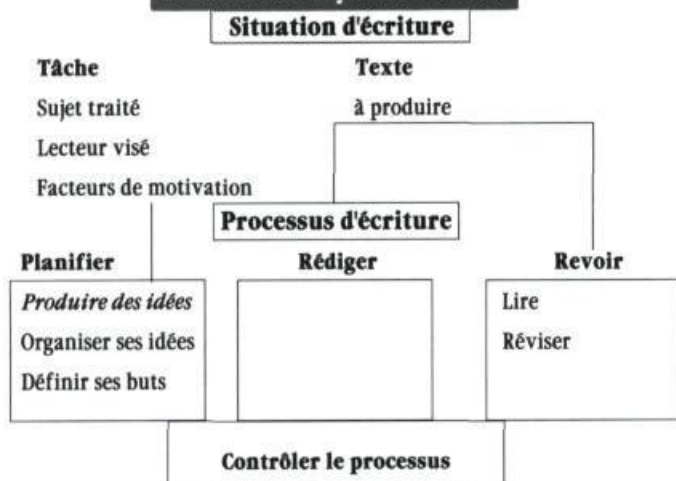 Situation d'écriture
Tâche
Texte
Sujet traité
à produire
Lecteur visé
Facteurs de motivation
Processus d'écriture
Planifier
Rédiger
Revoir
Produire des idées
Lire
Organiser ses idées
Réviser
Définir ses buts
Contrôler le processus